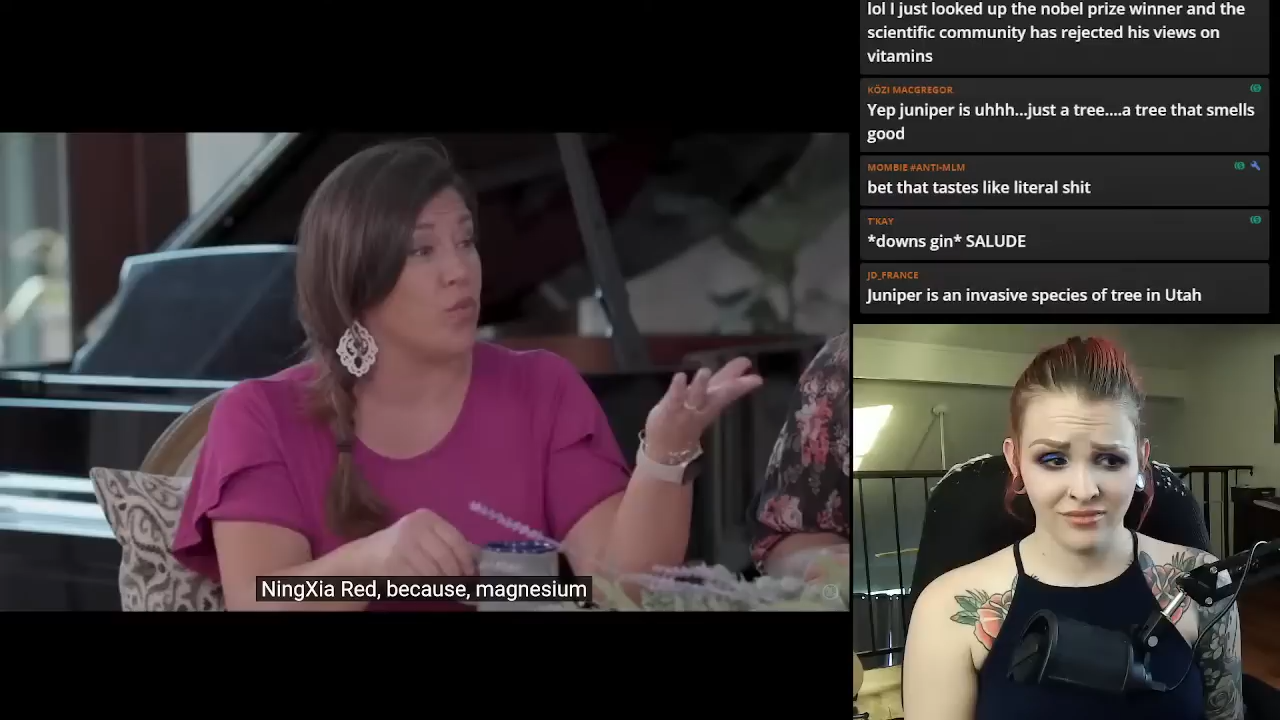 lol I just looked up the nobel prize winner and the
scientific community has rejected his views on
vitamins
KÖZI MACGREGOR
Yep juniper is uhhh...just a tree....a tree that smells
good
MOMBIE #ANTI-MLM
bet that tastes like literal shit
T'KAY
*downs gin* SALUDE
JD_FRANCE
Juniper is an invasive species of tree in Utah
NingXia Red, because, magnesium